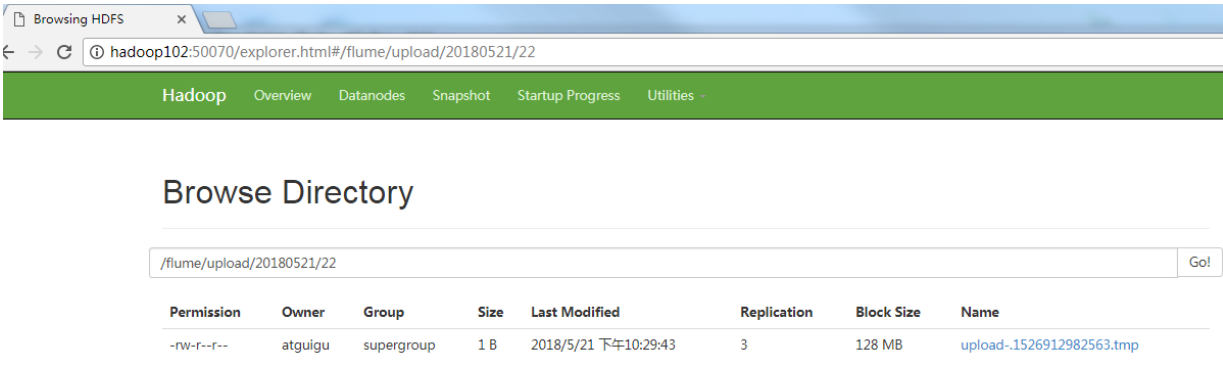 Browsing HDFS
hadoop102:50070/explorer.html#/flume/upload/20180521/22
Hadoop Overview Datanodes Snapshot Startup Progress Utilities
Browse Directory
/flume/upload/20180521/22 Go!
Permission Owner Group Size Last Modified Replication Block Size Name
-rw-r--r-- atguigu supergroup 1 B 2018/5/21 下午10:29:43 3 128 MB upload-.1526912982563.tmp